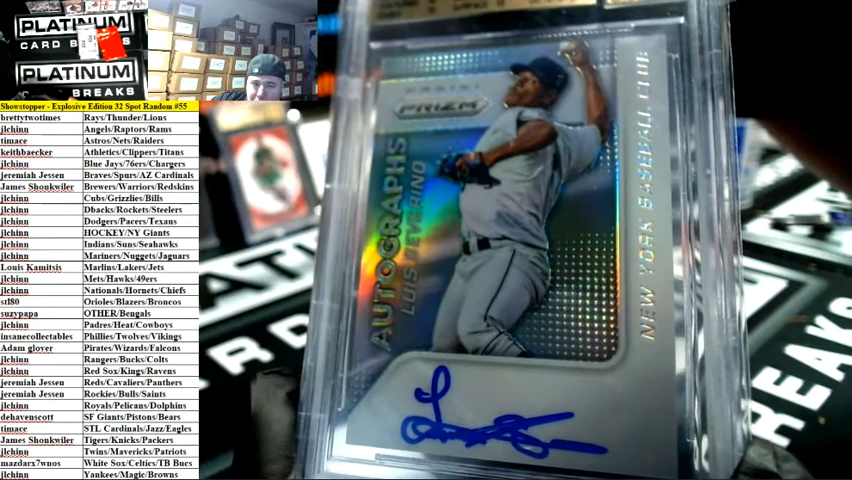 PLATINUM
CARD BREAKS
PLATINUM
BREAKS
Showstopper - Explosive Edition 32 Spot Random #55
brettytwotimes Rays/Thunder/Lions
jlchinn Angels/Raptors/Rams
timace Astros/Nets/Raiders
keithbaecker Athletics/Clippers/Titans
jlchinn Blue Jays/76ers/Chargers
jeremiah Jessen Braves/Spurs/AZ Cardinals
James Shonkwiler Brewers/Warriors/Redskins
jlchinn Cubs/Grizzlies/Bills
jlchinn Dbacks/Rockets/Steelers
jlchinn Dodgers/Pacers/Texans
jlchinn HOCKEY/NY Giants
jlchinn Indians/Suns/Seahawks
jlchinn Mariners/Nuggets/Jaguars
Louis Kamitsis Marlins/Lakers/Jets
jlchinn Mets/Hawks/49ers
jlchinn Nationals/Hornets/Chiefs
stl80 Orioles/Blazers/Broncos
suzypapa OTHER/Bengals
jlchinn Padres/Heat/Cowboys
insanecollectables Phillies/Twolves/Vikings
Adam glover Pirates/Wizards/Falcons
jlchinn Rangers/Bucks/Colts
jlchinn Red Sox/Kings/Ravens
jeremiah Jessen Reds/Cavaliers/Panthers
jeremiah Jessen Rockies/Bulls/Saints
jlchinn Royals/Pelicans/Dolphins
dehavenscott SF Giants/Pistons/Bears
timace STL Cardinals/Jazz/Eagles
James Shonkwiler Tigers/Knicks/Packers
jlchinn Twins/Mavericks/Patriots
mazdarx7wnos White Sox/Celtics/TB Bucs
jlchinn Yankees/Magic/Browns
PANINI
PRIZM
AUTOGRAPHS
LUIS SEVERINO
NEW YORK BASEBALL CLUB
BREAKS